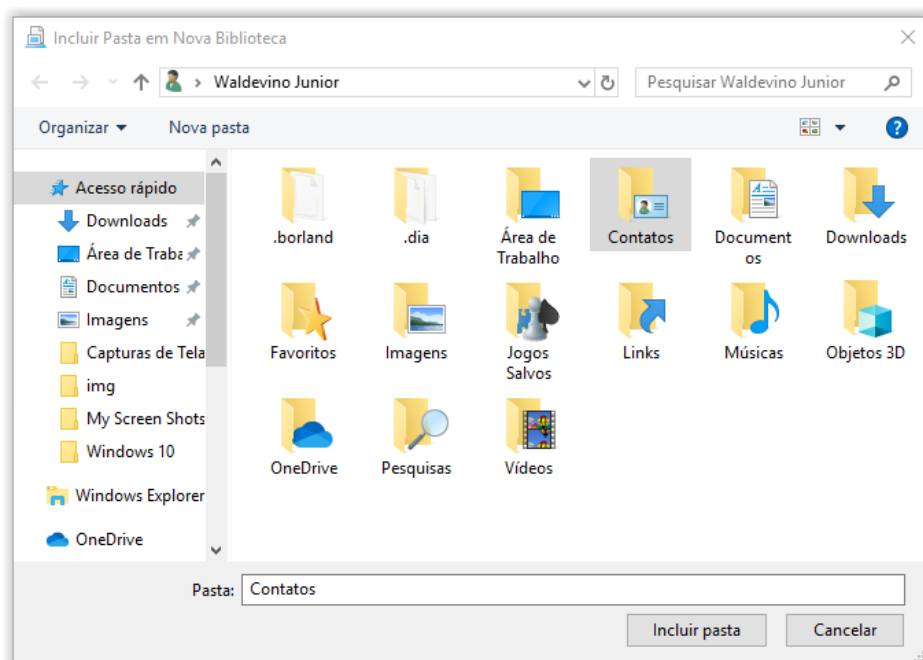 Incluir Pasta em Nova Biblioteca
Waldevino Junior
Pesquisar Waldevino Junior
Organizar
Nova pasta
?
Acesso rápido
Downloads
Área de Traba
Documentos
Imagens
Capturas de Tela
img
My Screen Shots
Windows 10
Windows Explorer
OneDrive
.borland
.dia
Área de
Trabalho
Contatos
Document
os
Downloads
Favoritos
Imagens
Jogos
Salvos
Links
Músicas
Objetos 3D
OneDrive
Pesquisas
Vídeos
Pasta:
Contatos
Incluir pasta
Cancelar